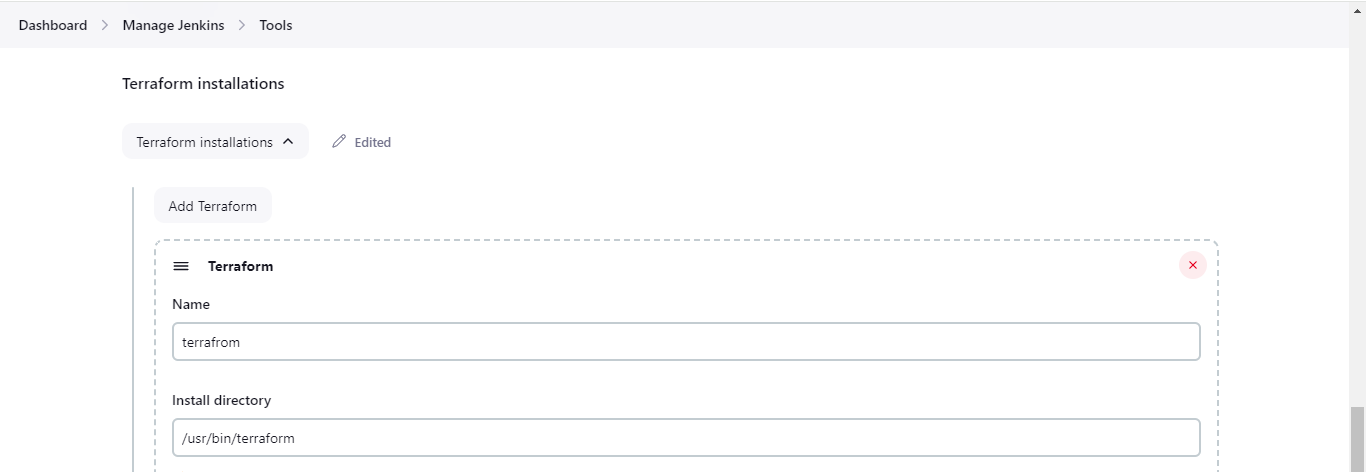 Dashboard > Manage Jenkins > Tools
Terraform installations
Terraform installations Edited
Add Terraform
Terraform
Name
terrafrom
Install directory
/usr/bin/terraform